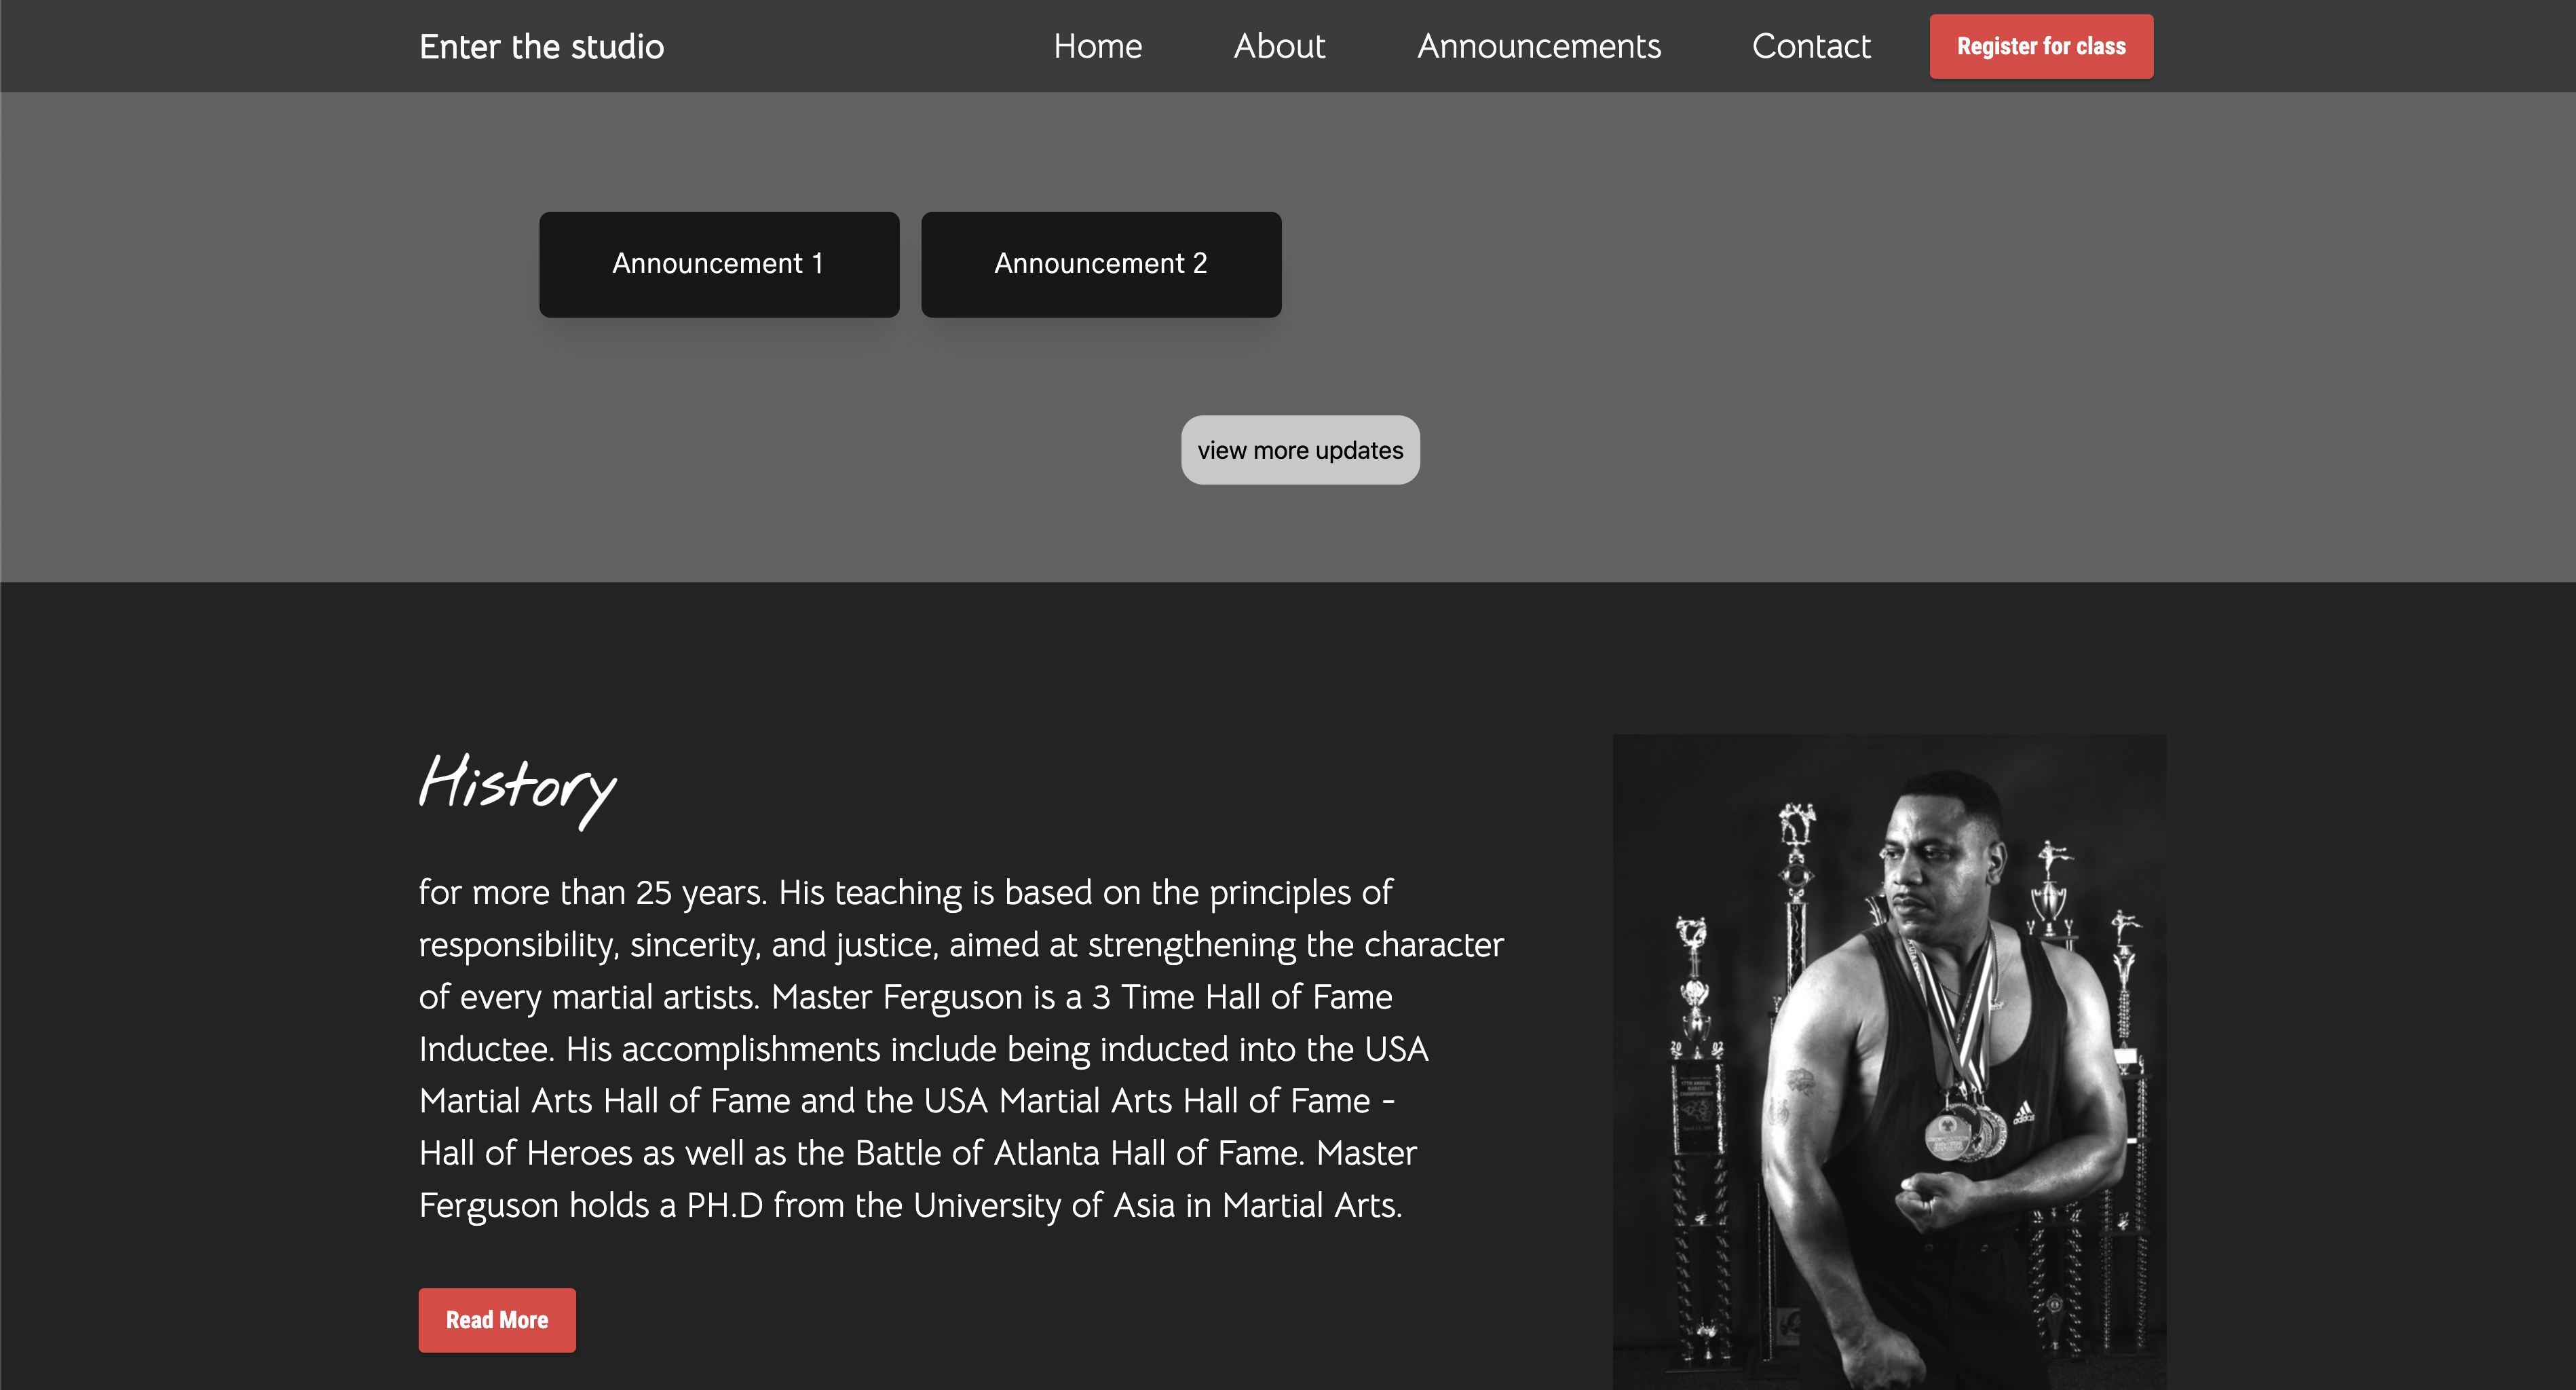 Enter the studio
Home
About
Announcements
Contact
Register for class
Announcement 1
Announcement 2
view more updates
History
for more than 25 years. His teaching is based on the principles of
responsibility, sincerity, and justice, aimed at strengthening the character
of every martial artists. Master Ferguson is a 3 Time Hall of Fame
Inductee. His accomplishments include being inducted into the USA
Martial Arts Hall of Fame and the USA Martial Arts Hall of Fame -
Hall of Heroes as well as the Battle of Atlanta Hall of Fame. Master
Ferguson holds a PH.D from the University of Asia in Martial Arts.
Read More
20 02
adidas